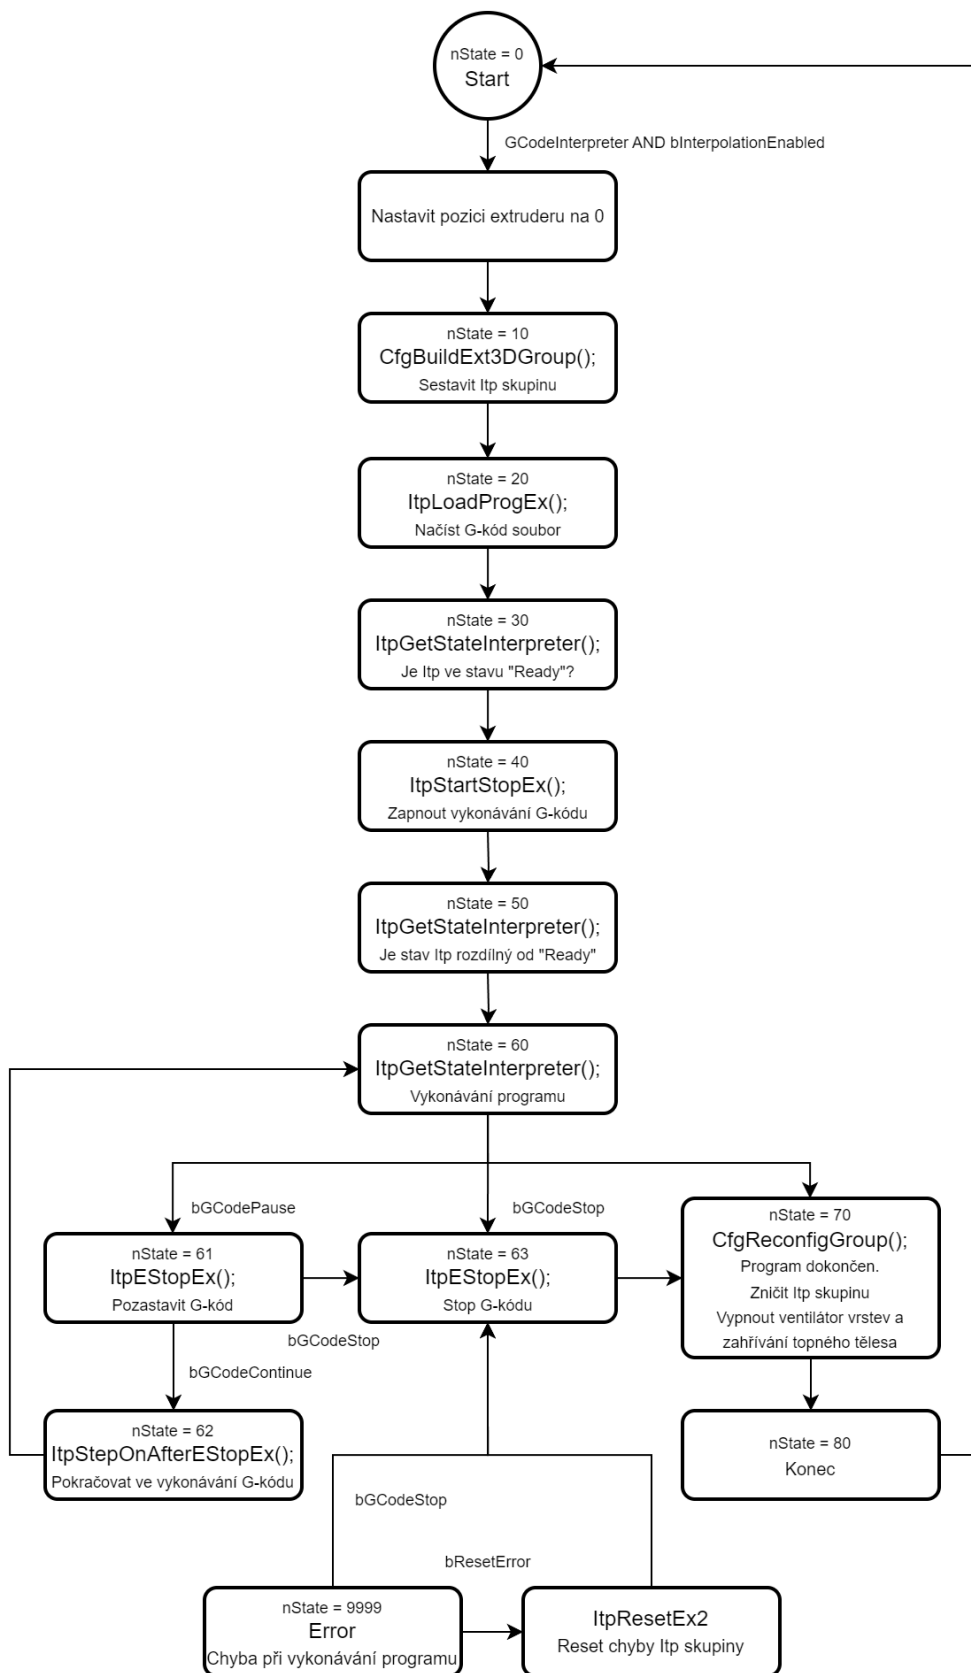 nState = 0
Start
GCodeInterpreter AND bInterpolationEnabled
Nastavit pozici extruderu na 0
nState = 10
CfgBuildExt3DGroup();
Sestavit Itp skupinu
nState = 20
ItpLoadProgEx();
Načíst G-kód soubor
nState = 30
ItpGetStateInterpreter();
Je Itp ve stavu "Ready"?
nState = 40
ItpStartStopEx();
Zapnout vykonávání G-kódu
nState = 50
ItpGetStateInterpreter();
Je stav Itp rozdílný od "Ready"
nState = 60
ItpGetStateInterpreter();
Vykonávání programu
bGCodePause
bGCodeStop
nState = 61
ItpEStopEx();
Pozastavit G-kód
nState = 63
ItpEStopEx();
Stop G-kódu
nState = 70
CfgReconfigGroup();
Program dokončen.
Zničit Itp skupinu
Vypnout ventilátor vrstev a
zahřívání topného tělesa
bGCodeStop
bGCodeContinue
nState = 62
ItpStepOnAfterEStopEx();
Pokračovat ve vykonávání G-kódu
nState = 80
Konec
bGCodeStop
bResetError
nState = 9999
Error
Chyba při vykonávání programu
ItpResetEx2
Reset chyby Itp skupiny